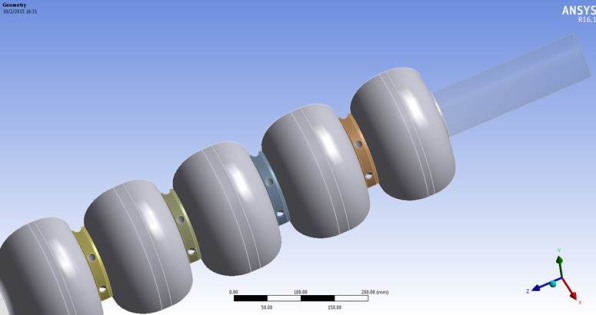 Geometry
10/2/2015 16:31
ANSYS
R16.1
0.00
100.00
200.00 (mm)
50.00
150.00
Y
Z
X